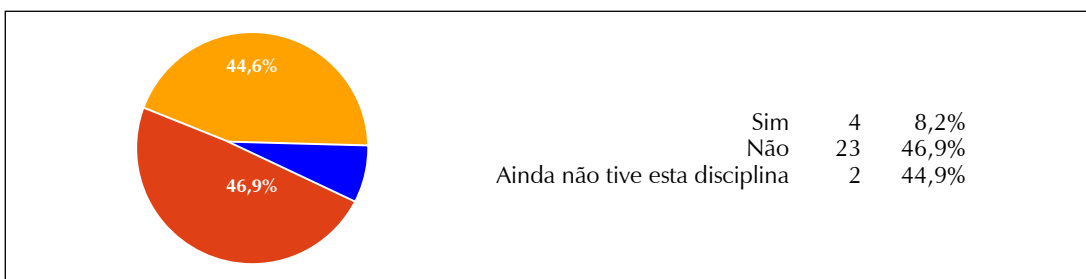 44,6%
46,9%
Sim 4 8,2%
Não 23 46,9%
Ainda não tive esta disciplina 2 44,9%